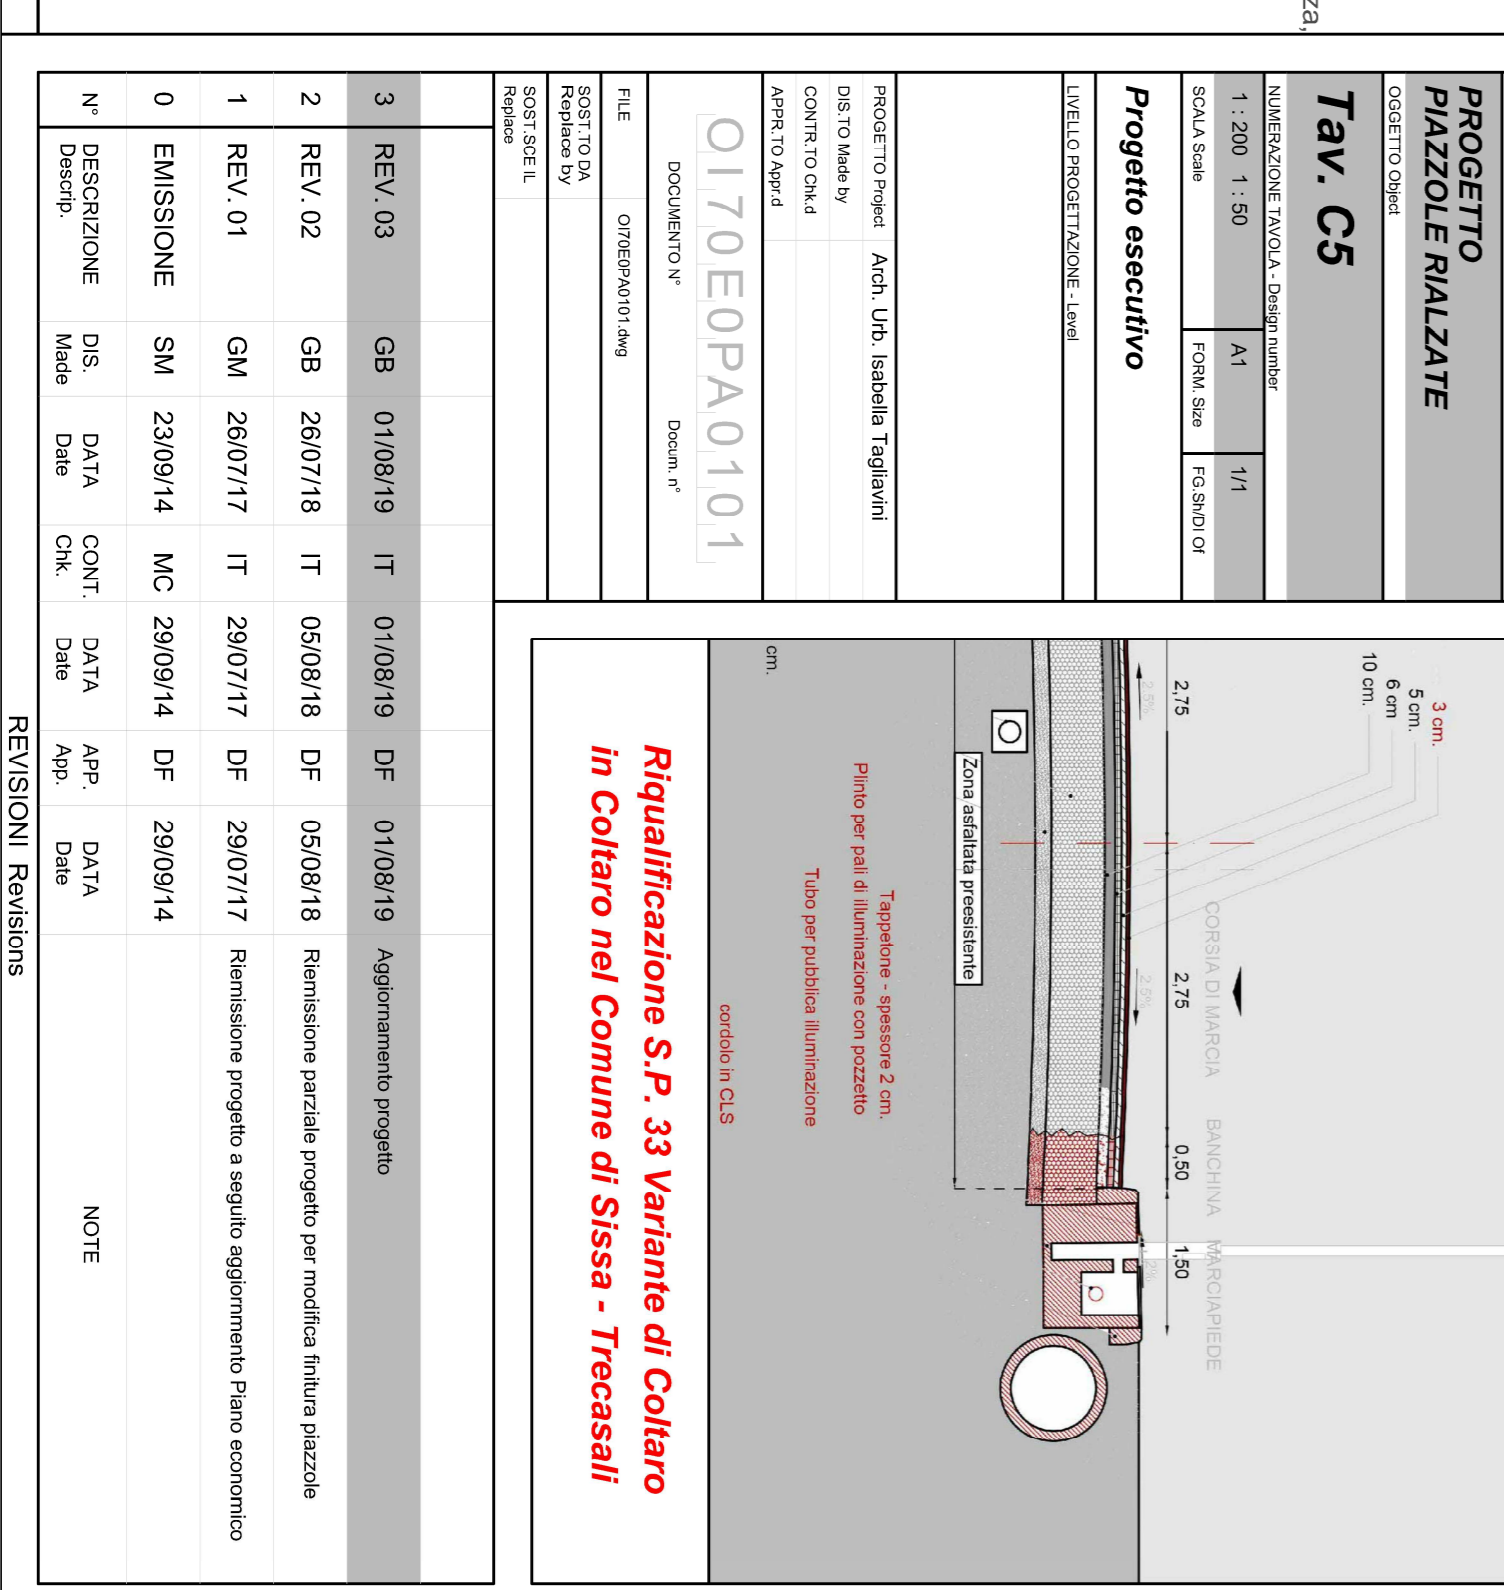 za,
PROGETTO
PIAZZOLE RIALZATE
OGGETTO Object
Tav. C5
NUMERAZIONE TAVOLA - Design number
1 : 200 1 : 50
A1
1/1
SCALA Scale
FORM. Size
FG.Sh/DI Of
Progetto esecutivo
LIVELLO PROGETTAZIONE - Level
PROGETTO Project Arch. Urb. Isabella Tagliavini
DIS.TO Made by
CONTR.TO Chk.d
APPR.TO Appr.d
OI70E0PA0101
DOCUMENTO N° Docum. n°
FILE OI70E0PA0101.dwg
SOST.TO DA
Replace by
SOST.SCE IL
Replace
3 cm.
5 cm.
6 cm
10 cm.
CORSIA DI MARCIA BANCHINA MARCIAPIEDE
2,75 2,75 0,50 1,50
2.5% 2.5% 2%
Zona asfaltata preesistente
Tappelone - spessore 2 cm.
Plinto per pali di illuminazione con pozzetto
Tubo per pubblica illuminazione
cm.
cordolo in CLS
Riqualificazione S.P. 33 Variante di Coltaro
in Coltaro nel Comune di Sissa - Trecasali
3 REV. 03 GB 01/08/19 IT 01/08/19 DF 01/08/19 Aggiornamento progetto
2 REV. 02 GB 26/07/18 IT 05/08/18 DF 05/08/18 Riemissione parziale progetto per modifica finitura piazzole
1 REV. 01 GM 26/07/17 IT 29/07/17 DF 29/07/17 Riemissione progetto a seguito aggiornmento Piano economico
0 EMISSIONE SM 23/09/14 MC 29/09/14 DF 29/09/14
N° DESCRIZIONE DIS. DATA CONT. DATA APP. DATA NOTE
Descrip. Made Date Chk. Date App. Date
REVISIONI Revisions